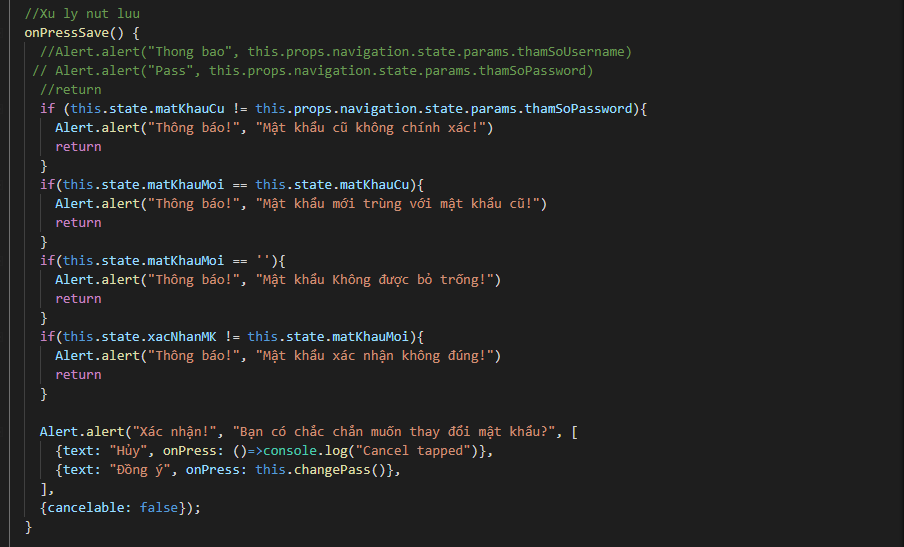 //Xu ly nut luu
onPressSave() {
//Alert.alert("Thong bao", this.props.navigation.state.params.thamSoUsername)
// Alert.alert("Pass", this.props.navigation.state.params.thamSoPassword)
//return
if (this.state.matKhauCu != this.props.navigation.state.params.thamSoPassword){
Alert.alert("Thông báo!", "Mật khẩu cũ không chính xác!")
return
}
if(this.state.matKhauMoi == this.state.matKhauCu){
Alert.alert("Thông báo!", "Mật khẩu mới trùng với mật khẩu cũ!")
return
}
if(this.state.matKhauMoi == ''){
Alert.alert("Thông báo!", "Mật khẩu Không được bỏ trống!")
return
}
if(this.state.xacNhanMK != this.state.matKhauMoi){
Alert.alert("Thông báo!", "Mật khẩu xác nhận không đúng!")
return
}
Alert.alert("Xác nhận!", "Bạn có chắc chắn muốn thay đổi mật khẩu?", [
{text: "Hủy", onPress: ()=>console.log("Cancel tapped")},
{text: "Đồng ý", onPress: this.changePass()},
],
{cancelable: false});
}